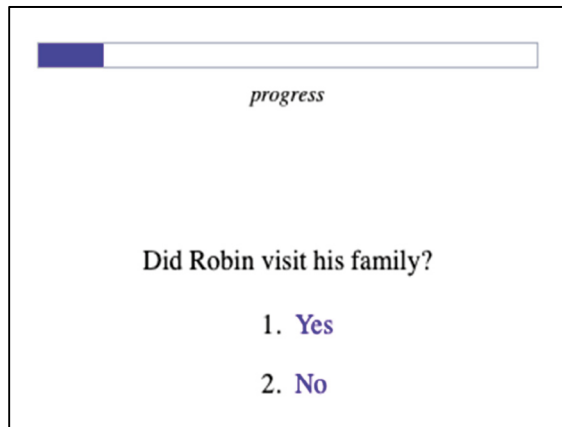 progress
Did Robin visit his family?
1. Yes
2. No